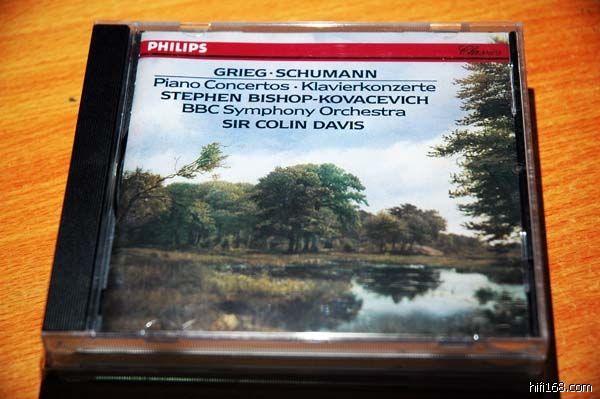 PHILIPS
Classics
GRIEG · SCHUMANN
Piano Concertos · Klavierkonzerte
STEPHEN BISHOP-KOVACEVICH
BBC Symphony Orchestra
SIR COLIN DAVIS
hifi168.com